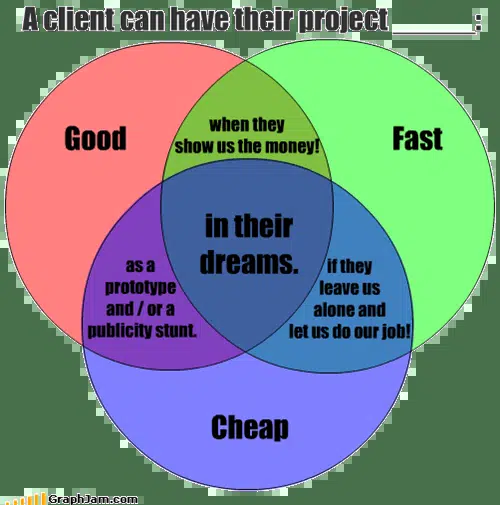 A client can have their project ______:
Good
when they
show us the money!
Fast
in their
dreams.
as a
prototype
and / or a
publicity stunt.
if they
leave us
alone and
let us do our job!
Cheap
GraphJam.com